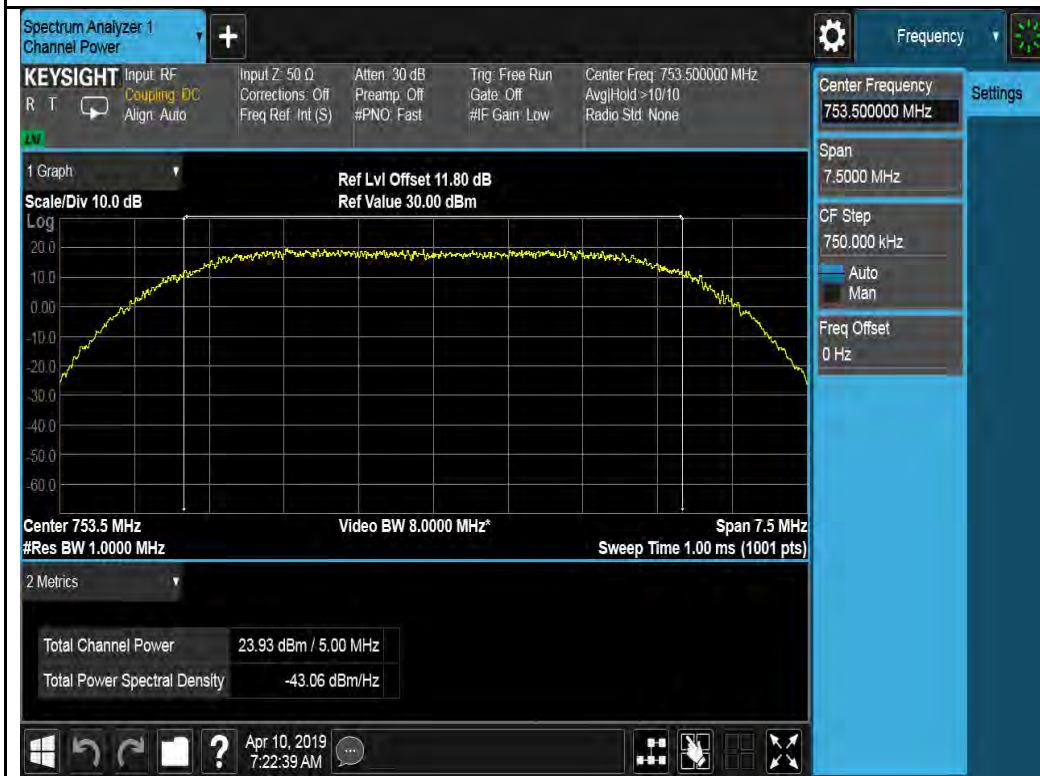 Spectrum Analyzer 1
Channel Power
Frequency
KEYSIGHT
R T
LW
Input: RF
Coupling: DC
Align: Auto
Input Z: 50 Ω
Corrections: Off
Freq Ref: Int (S)
Atten: 30 dB
Preamp: Off
#PNO: Fast
Trig: Free Run
Gate: Off
#IF Gain: Low
Center Freq: 753.500000 MHz
Avg|Hold >10/10
Radio Std: None
Center Frequency
753.500000 MHz
Settings
Span
7.5000 MHz
CF Step
750.000 kHz
Auto
Man
Freq Offset
0 Hz
1 Graph
Scale/Div 10.0 dB
Ref Lvl Offset 11.80 dB
Ref Value 30.00 dBm
Log
20.0
10.0
0.00
-10.0
-20.0
-30.0
-40.0
-50.0
-60.0
Center 753.5 MHz
Video BW 8.0000 MHz*
Span 7.5 MHz
#Res BW 1.0000 MHz
Sweep Time 1.00 ms (1001 pts)
2 Metrics
Total Channel Power
23.93 dBm / 5.00 MHz
Total Power Spectral Density
-43.06 dBm/Hz
Apr 10, 2019
7:22:39 AM